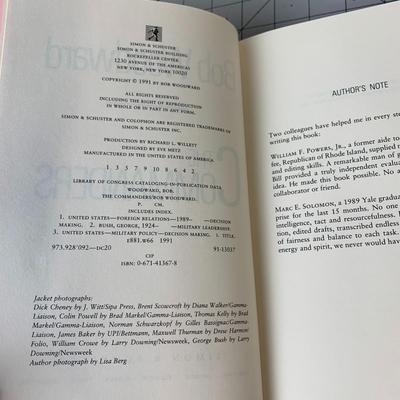 SIMON & SCHUSTER
SIMON & SCHUSTER BUILDING
ROCKEFELLER CENTER
1230 AVENUE OF THE AMERICAS
NEW YORK, NEW YORK 10020
COPYRIGHT © 1991 BY BOB WOODWARD
ALL RIGHTS RESERVED
INCLUDING THE RIGHT OF REPRODUCTION
IN WHOLE OR IN PART IN ANY FORM.
SIMON & SCHUSTER AND COLOPHON ARE REGISTERED TRADEMARKS OF
SIMON & SCHUSTER INC.
PRODUCTION BY RICHARD L. WILLETT
DESIGNED BY EVE METZ
MANUFACTURED IN THE UNITED STATES OF AMERICA
1 3 5 7 9 10 8 6 4 2
LIBRARY OF CONGRESS CATALOGING-IN-PUBLICATION DATA
WOODWARD, BOB.
THE COMMANDERS/BOB WOODWARD.
P. CM.
INCLUDES INDEX.
1. UNITED STATES—FOREIGN RELATIONS—1989– —DECISION
MAKING. 2. BUSH, GEORGE, 1924– —MILITARY LEADERSHIP.
3. UNITED STATES—MILITARY POLICY—DECISION MAKING. I. TITLE.
E881.W66 1991
973.928'092—DC20 91-13037
CIP
ISBN: 0-671-41367-8
Jacket photographs:
Dick Cheney by J. Witt/Sipa Press, Brent Scowcroft by Diana Walker/Gamma-
Liaison, Colin Powell by Brad Markel/Gamma-Liaison, Thomas Kelly by Brad
Markel/Gamma-Liaison, Norman Schwarzkopf by Gilles Bassignac/Gamma-
Liaison, James Baker by UPI/Bettmann, Maxwell Thurman by Drew Harmon/
Folio, William Crowe by Larry Downing/Newsweek, George Bush by Larry
Downing/Newsweek
Author photograph by Lisa Berg
AUTHOR'S NOTE
Two colleagues have helped me in every
writing this book:
WILLIAM F. POWERS, JR., a former aide to
fee, Republican of Rhode Island, supplied
and editing skills. A remarkable man of
Bill provided a truly independent
idea. He made this book possible. No
collaborator or friend.
MARC E. SOLOMON, a 1989 Yale
prise for the last 15 months. No one
intelligence, tact and resourcefulness.
tion, edited drafts, transcribed endless
of fairness and balance to each task.
energy and spirit, we would never have